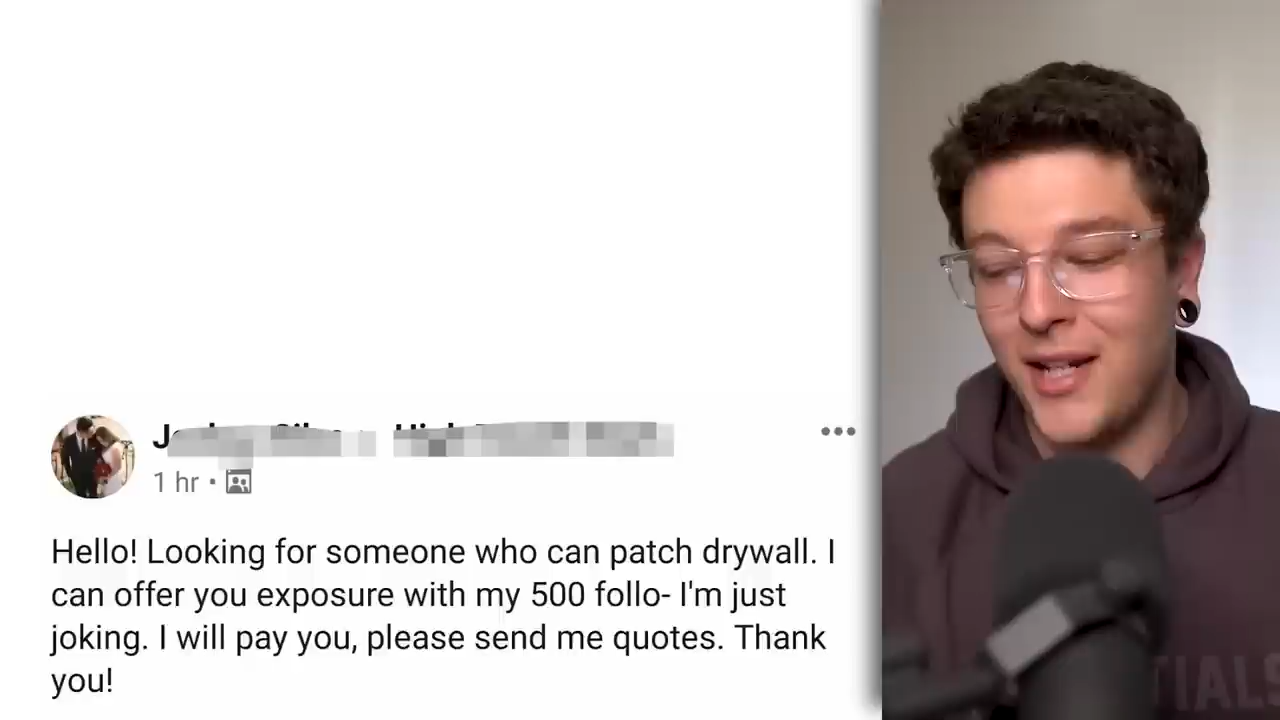 1 hr •
Hello! Looking for someone who can patch drywall. I
can offer you exposure with my 500 follo- I'm just
joking. I will pay you, please send me quotes. Thank
you!
TIALS